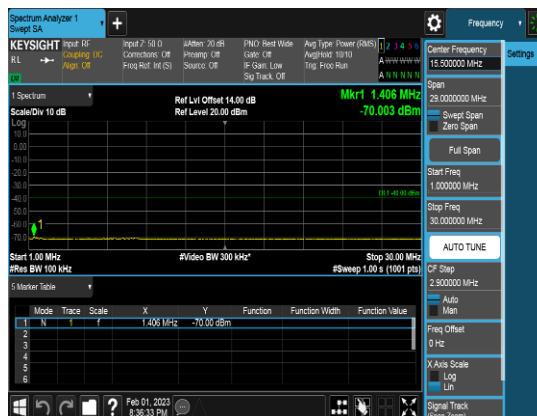 Spectrum Analyzer 1
Swept SA
Frequency
KEYSIGHT
RL
Input: RF
Coupling: DC
Align: Off
Input Z: 50 Ω
Corrections: Off
Freq Ref: Int (S)
#Atten: 20 dB
Preamp: Off
Source: Off
PNO: Best Wide
Gate: Off
IF Gain: Low
Sig Track: Off
Avg Type: Power (RMS)
Avg|Hold: 10/10
Trig: Free Run
1 2 3 4 5 6
A W W W W W
A N N N N N
1 Spectrum
Scale/Div 10 dB
Ref Lvl Offset 14.00 dB
Ref Level 20.00 dBm
Mkr1 1.406 MHz
-70.003 dBm
Log
10.0
0.00
-10.0
-20.0
-30.0
-40.0
-50.0
-60.0
-70.0
1
DL1 -40.00 dBm
Start 1.00 MHz
#Res BW 100 kHz
#Video BW 300 kHz*
Stop 30.00 MHz
#Sweep 1.00 s (1001 pts)
5 Marker Table
Mode Trace Scale X Y Function Function Width Function Value
1 N 1 f 1.406 MHz -70.00 dBm
2
3
4
5
6
Feb 01, 2023
8:36:33 PM
Settings
Center Frequency
15.500000 MHz
Span
29.0000000 MHz
Swept Span
Zero Span
Full Span
Start Freq
1.000000 MHz
Stop Freq
30.000000 MHz
AUTO TUNE
CF Step
2.900000 MHz
Auto
Man
Freq Offset
0 Hz
X Axis Scale
Log
Lin
Signal Track
(Span Zoom)